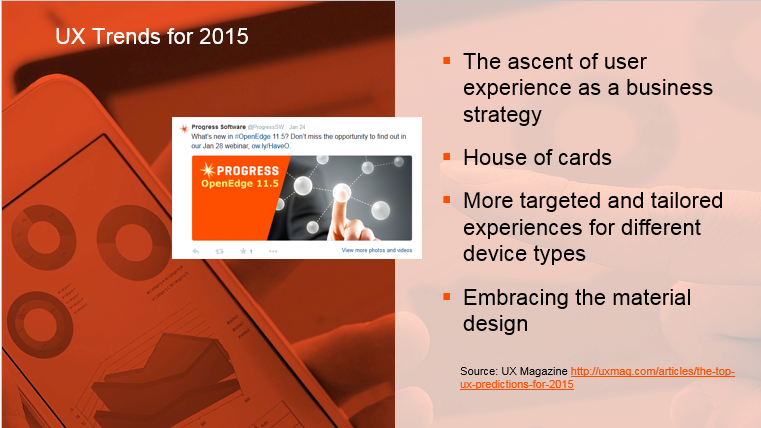 UX Trends for 2015
Progress Software @ProgressSW · Jan 24
What's new in #OpenEdge 11.5? Don't miss the opportunity to find out in
our Jan 28 webinar, ow.ly/HaveO.
PROGRESS
OpenEdge 11.5
1
View more photos and videos
The ascent of user
experience as a business
strategy
House of cards
More targeted and tailored
experiences for different
device types
Embracing the material
design
Source: UX Magazine http://uxmag.com/articles/the-top-
ux-predictions-for-2015